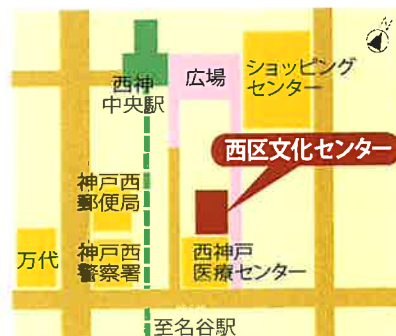 N
西神
中央駅
広場
ショッピング
センター
西区文化センター
神戸西
郵便局
万代
神戸西
警察署
西神戸
医療センター
至名谷駅